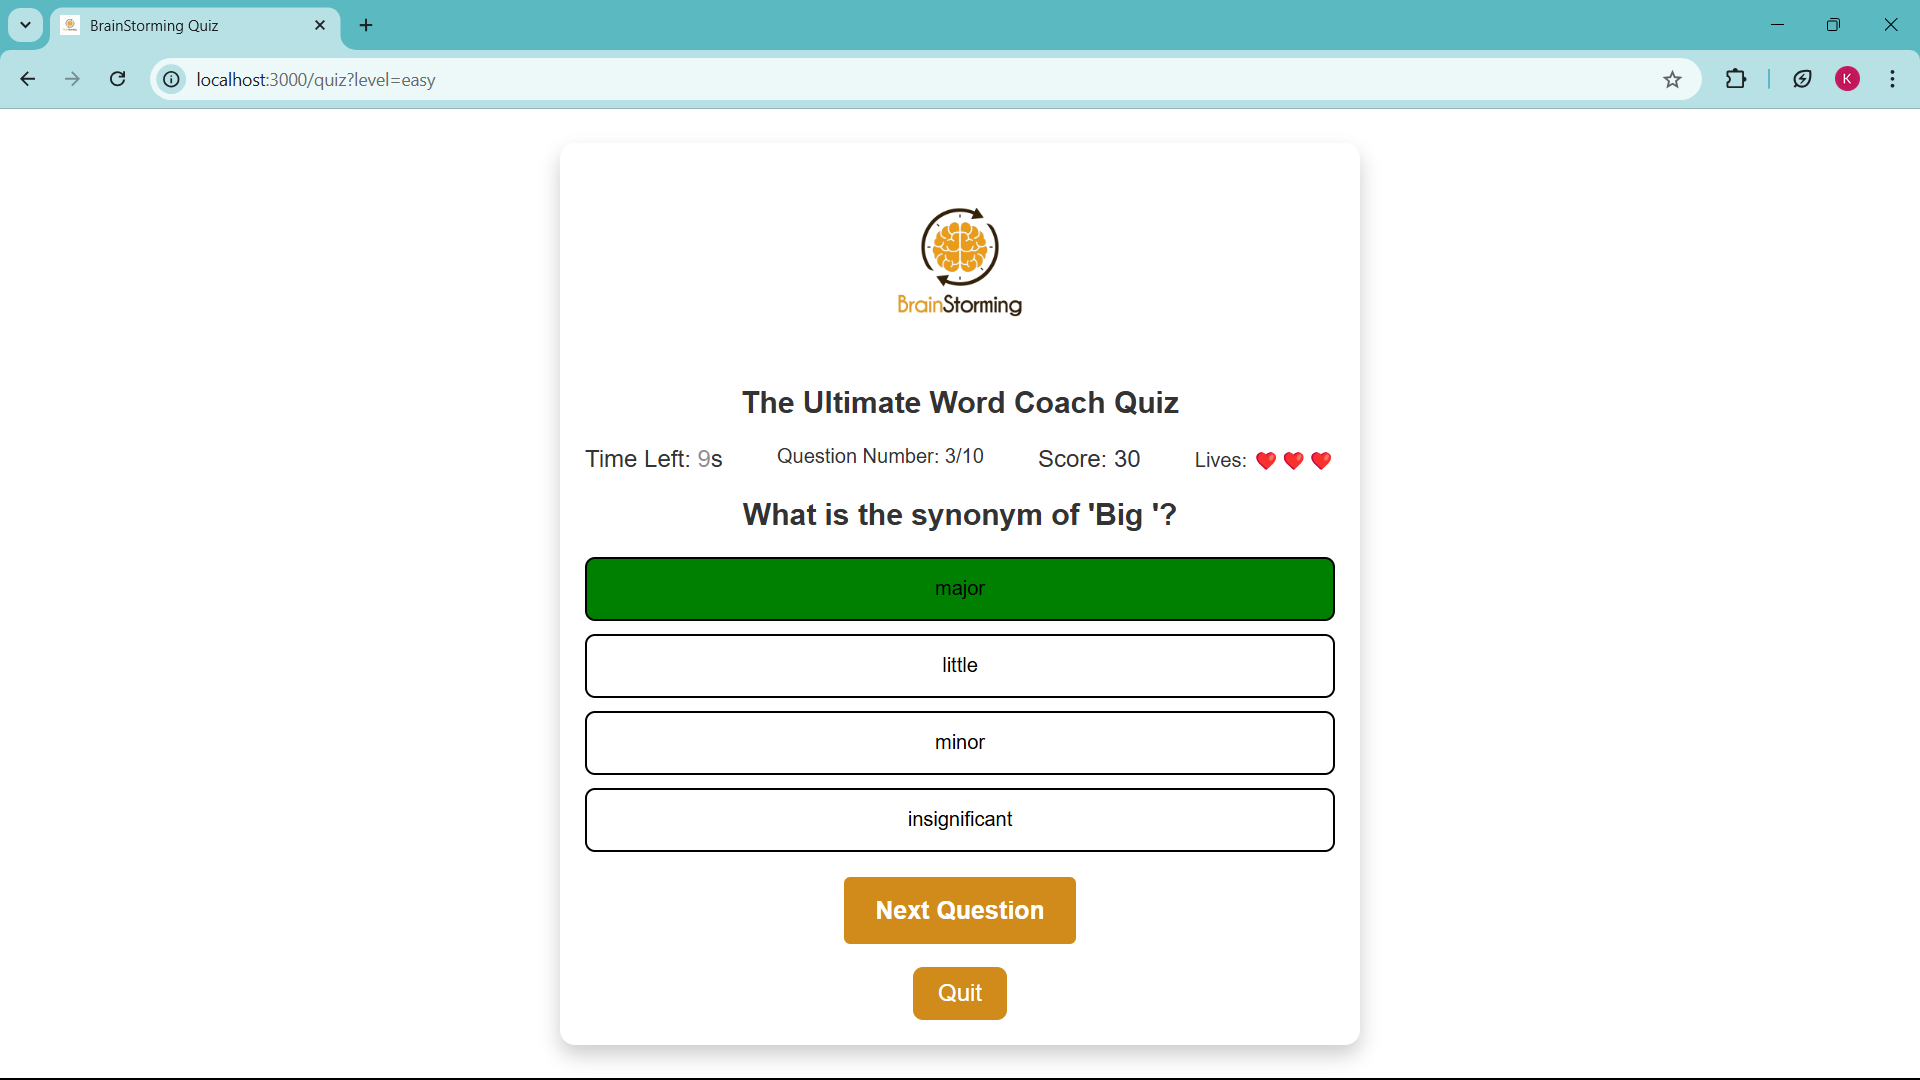 BrainStorming Quiz
localhost:3000/quiz?level=easy
K
BrainStorming
The Ultimate Word Coach Quiz
Time Left: 9s Question Number: 3/10 Score: 30 Lives: ❤️ ❤️ ❤️
What is the synonym of 'Big '?
major
little
minor
insignificant
Next Question
Quit